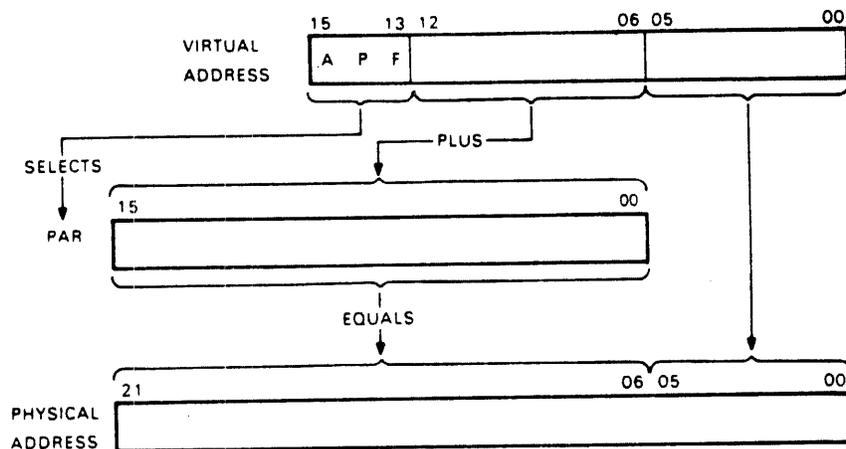 15 13 12 06 05 00
VIRTUAL
ADDRESS
A P F
PLUS
SELECTS
15 00
PAR
EQUALS
21 06 05 00
PHYSICAL
ADDRESS